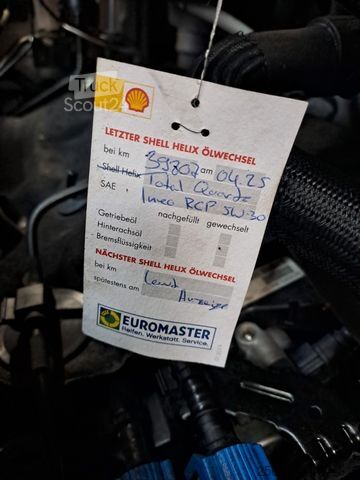 Truck
Scout24
LETZTER SHELL HELIX ÖLWECHSEL
bei km 39802 am 04.25
Shell Helix Total Quartz
SAE Ineo RCP 5W-30
nachgefüllt gewechselt
Getriebeöl
Hinterachsöl
Bremsflüssigkeit
NÄCHSTER SHELL HELIX ÖLWECHSEL
bei km laut
spätestens am Anzeige
EUROMASTER
Reifen. Werkstatt. Service.